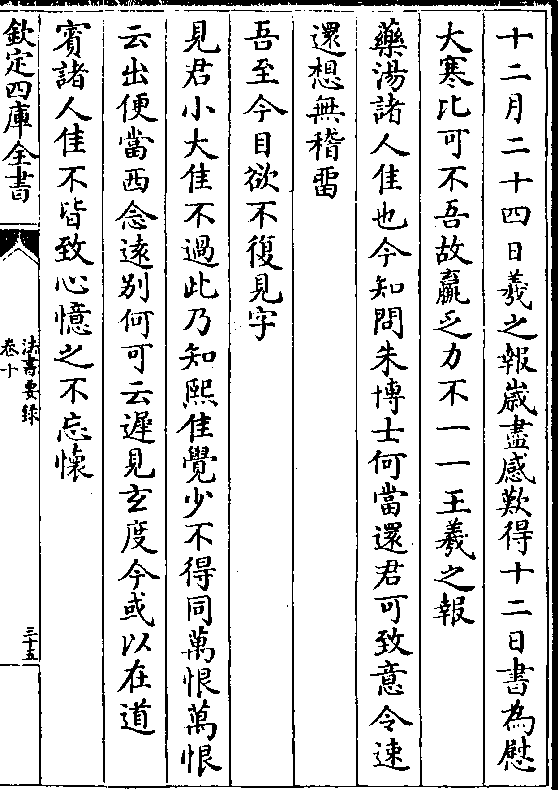 十二月二十四日羲之報歲盡感歎得十二日書為慰
大寒比可不吾故羸乏力不一一王羲之報
藥湯諸人佳也今知問朱博士何當還君可致意令速
還想無稽留
吾至今目欲不復見字
見君小大佳不過此乃知熙佳覺少不得同萬恨萬恨
云出便當西念遠别何可云遲見玄度今或以在道
賓諸人佳不皆致心憶之不忘懷
欽定四庫全書
法書要録
卷十
三十五